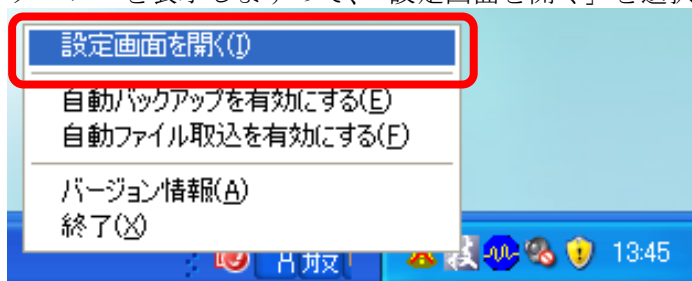 設定画面を開く(I)
自動バックアップを有効にする(E)
自動ファイル取込を有効にする(F)
バージョン情報(A)
終了(X)
A 般
技
13:45